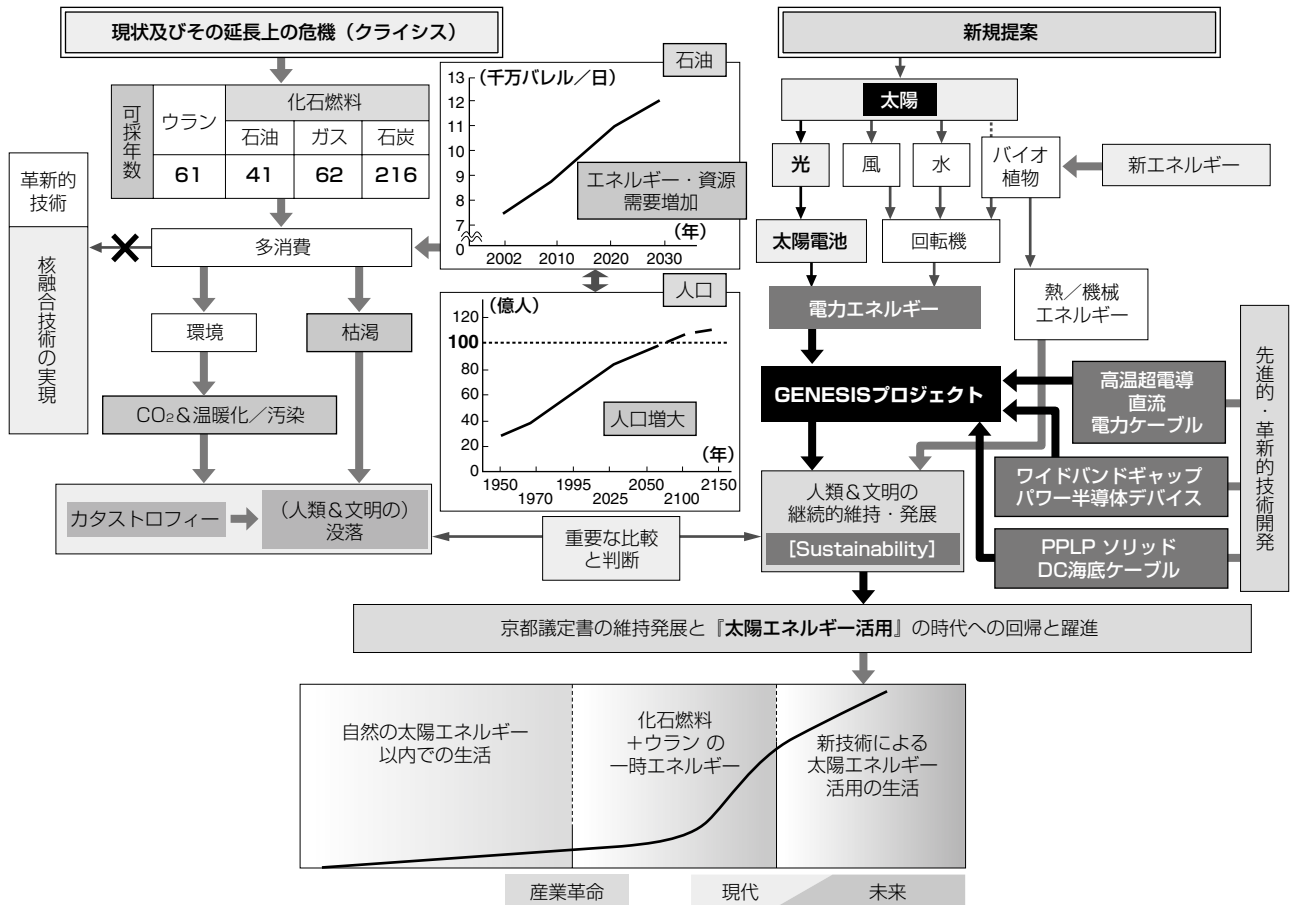 現状及びその延長上の危機（クライシス）
可採年数
ウラン
化石燃料
石油
ガス
石炭
61
41
62
216
革新的
技術
核融合技術の実現
多消費
環境
枯渇
CO₂＆温暖化／汚染
カタストロフィー
（人類＆文明の）
没落
石油
（千万バレル／日）
13
12
11
10
9
8
7
0
エネルギー・資源
需要増加
（年）
2002
2010
2020
2030
人口
（億人）
120
100
80
60
40
20
0
人口増大
（年）
1950
1970
1995
2025
2050
2100
2150
重要な比較
と判断
新規提案
太陽
光
風
水
バイオ
植物
新エネルギー
太陽電池
回転機
電力エネルギー
熱／機械
エネルギー
GENESISプロジェクト
高温超電導
直流
電力ケーブル
ワイドバンドギャップ
パワー半導体デバイス
PPLP ソリッド
DC海底ケーブル
先進的・革新的技術開発
人類＆文明の
継続的維持・発展
[Sustainability]
京都議定書の維持発展と『太陽エネルギー活用』の時代への回帰と躍進
自然の太陽エネルギー
以内での生活
化石燃料
＋ウラン の
一時エネルギー
新技術による
太陽エネルギー
活用の生活
産業革命
現代
未来